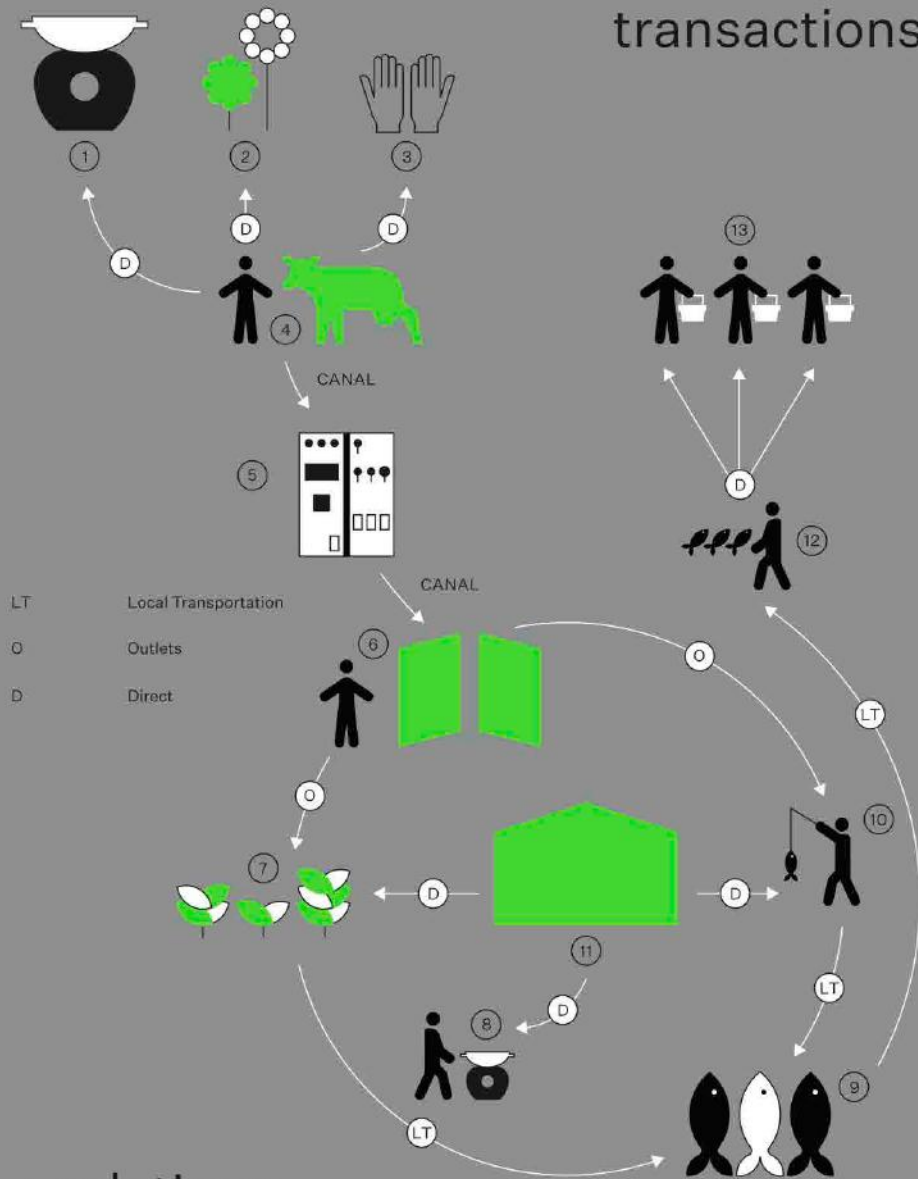 transactions
1
2
3
D
D
D
13
4
CANAL
D
5
12
CANAL
LT Local Transportation
O Outlets
D Direct
6
O
LT
O
10
7
D
D
11
LT
D
8
9
LT